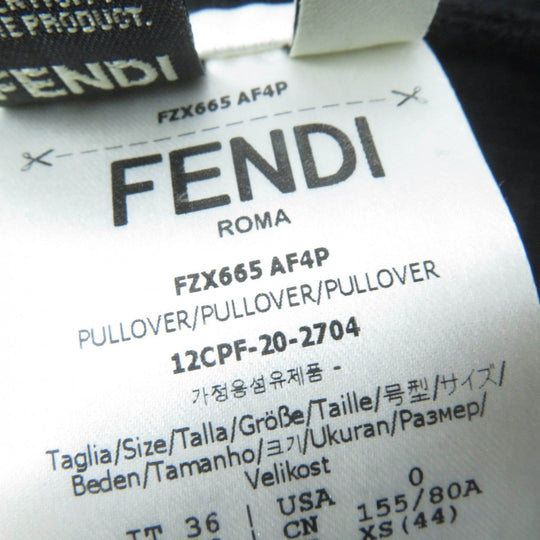 HE PRODUCT.
FENDI
FZX665 AF4P
FENDI
ROMA
FZX665 AF4P
PULLOVER/PULLOVER/PULLOVER
12CPF-20-2704
가정용섬유제품 -
Taglia/Size/Talla/Größe/Taille/号型/サイズ/
Beden/Tamanho/크기/Ukuran/Размер/
Velikost
IT 36 USA 0
CN 155/80A
XS(44)